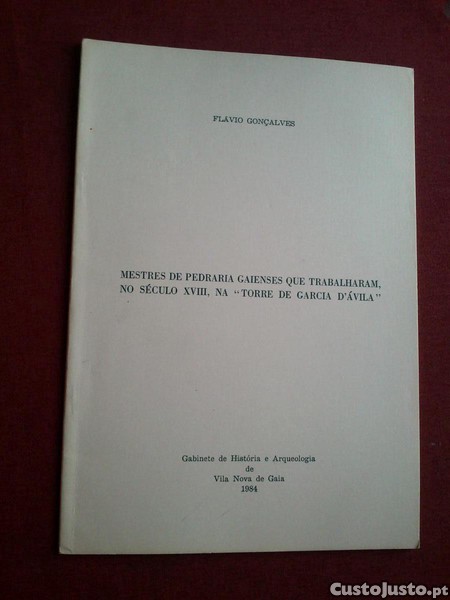 FLÁVIO GONÇALVES
MESTRES DE PEDRARIA GAIENSES QUE TRABALHARAM,
NO SÉCULO XVIII, NA "TORRE DE GARCIA D'ÁVILA"
Gabinete de História e Arqueologia
de
Vila Nova de Gaia
1984
CustoJusto.pt